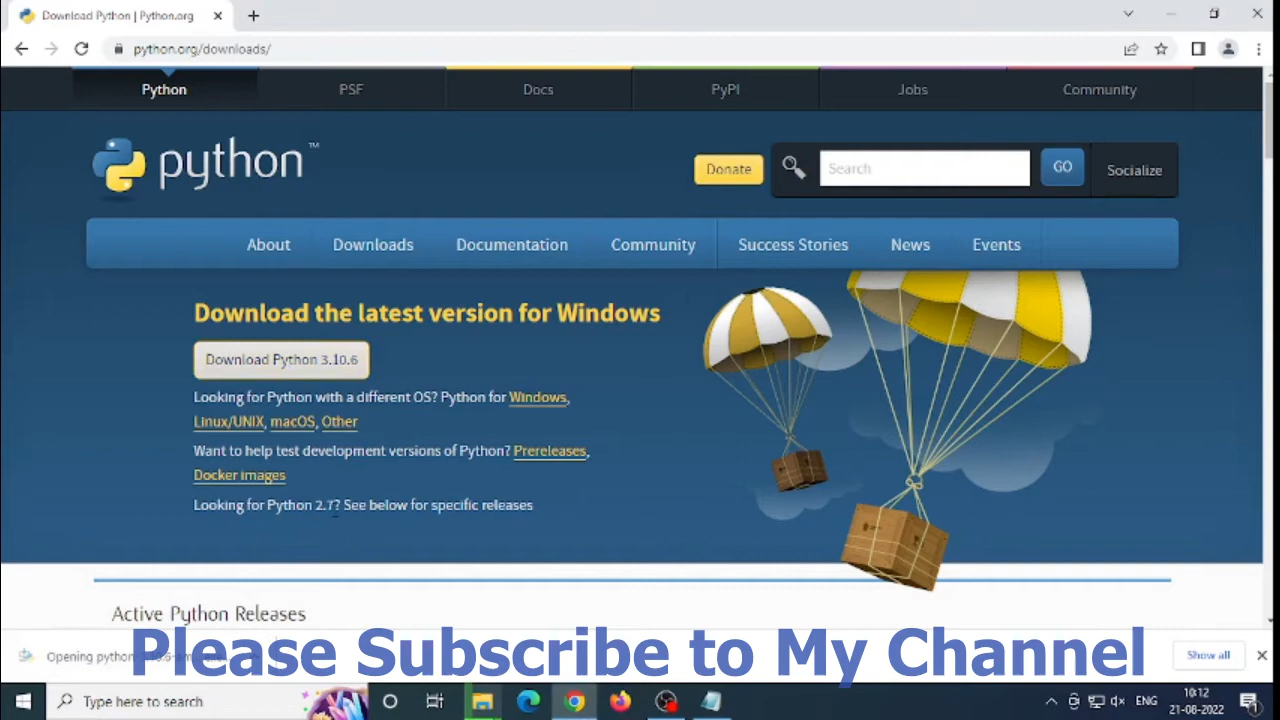 Download Python | Python.org
python.org/downloads/
Python PSF Docs PyPI Jobs Community
python™
Donate Search GO Socialize
About Downloads Documentation Community Success Stories News Events
Download the latest version for Windows
Download Python 3.10.6
Looking for Python with a different OS? Python for Windows,
Linux/UNIX, macOS, Other
Want to help test development versions of Python? Prereleases,
Docker images
Looking for Python 2.7? See below for specific releases
Active Python Releases
Please Subscribe to My Channel
Opening python
Show all
Type here to search
ENG
10:12
21-08-2022
1